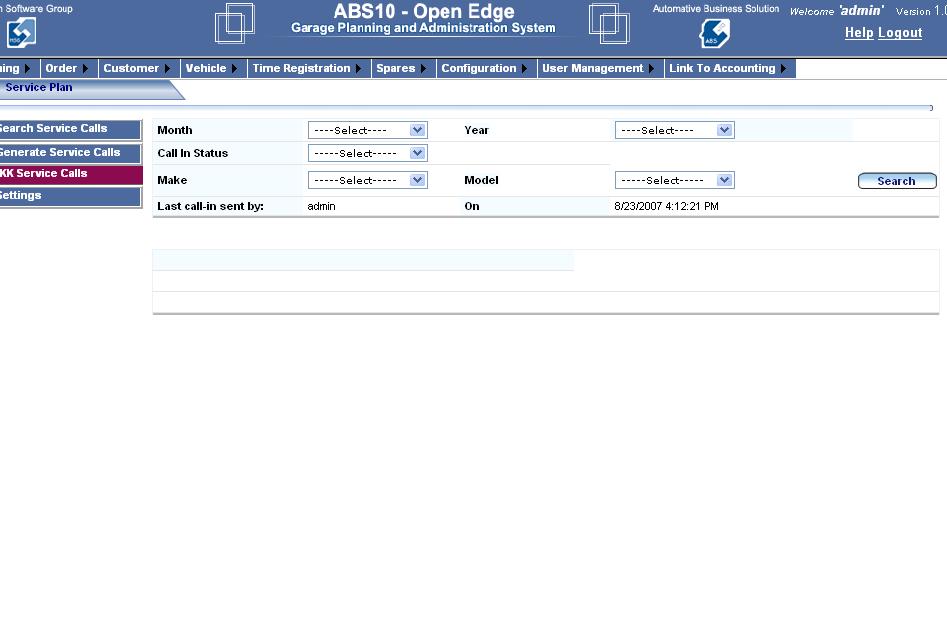 n Software Group
ABS10 - Open Edge
Garage Planning and Administration System
Automotive Business Solution
Welcome 'admin' Version 1.0
Help Logout
HSG
ABS
ning Order Customer Vehicle Time Registration Spares Configuration User Management Link To Accounting
Service Plan
Search Service Calls
Generate Service Calls
KK Service Calls
Settings
Month ----Select---- Year ----Select----
Call In Status -----Select-----
Make -----Select----- Model -----Select-----
Search
Last call-in sent by: admin On 8/23/2007 4:12:21 PM